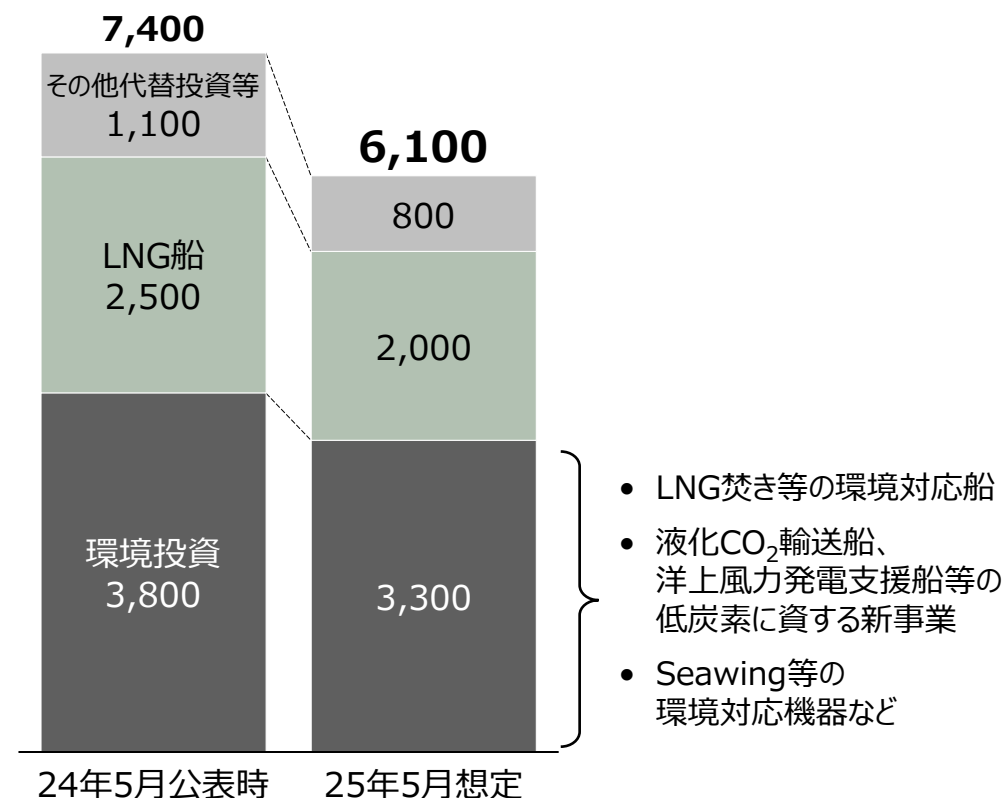 7,400
その他代替投資等
1,100
LNG船
2,500
環境投資
3,800
24年5月公表時
6,100
800
2,000
3,300
25年5月想定
• LNG焚き等の環境対応船
• 液化CO₂輸送船、
洋上風力発電支援船等の
低炭素に資する新事業
• Seawing等の
環境対応機器など